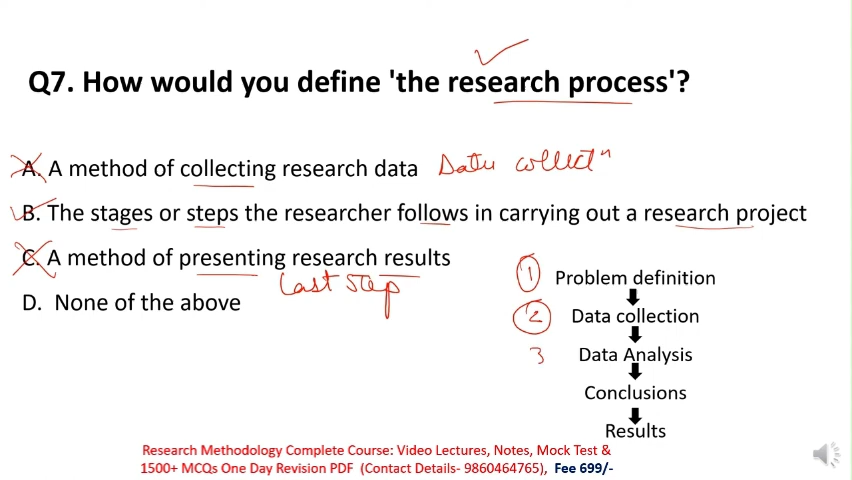 Q7. How would you define 'the research process'?
A. A method of collecting research data Data collectⁿ
B. The stages or steps the researcher follows in carrying out a research project
C. A method of presenting research results
Last step
D. None of the above
1 Problem definition
2 Data collection
3 Data Analysis
Conclusions
Results
Research Methodology Complete Course: Video Lectures, Notes, Mock Test &
1500+ MCQs One Day Revision PDF (Contact Details- 9860464765), Fee 699/-